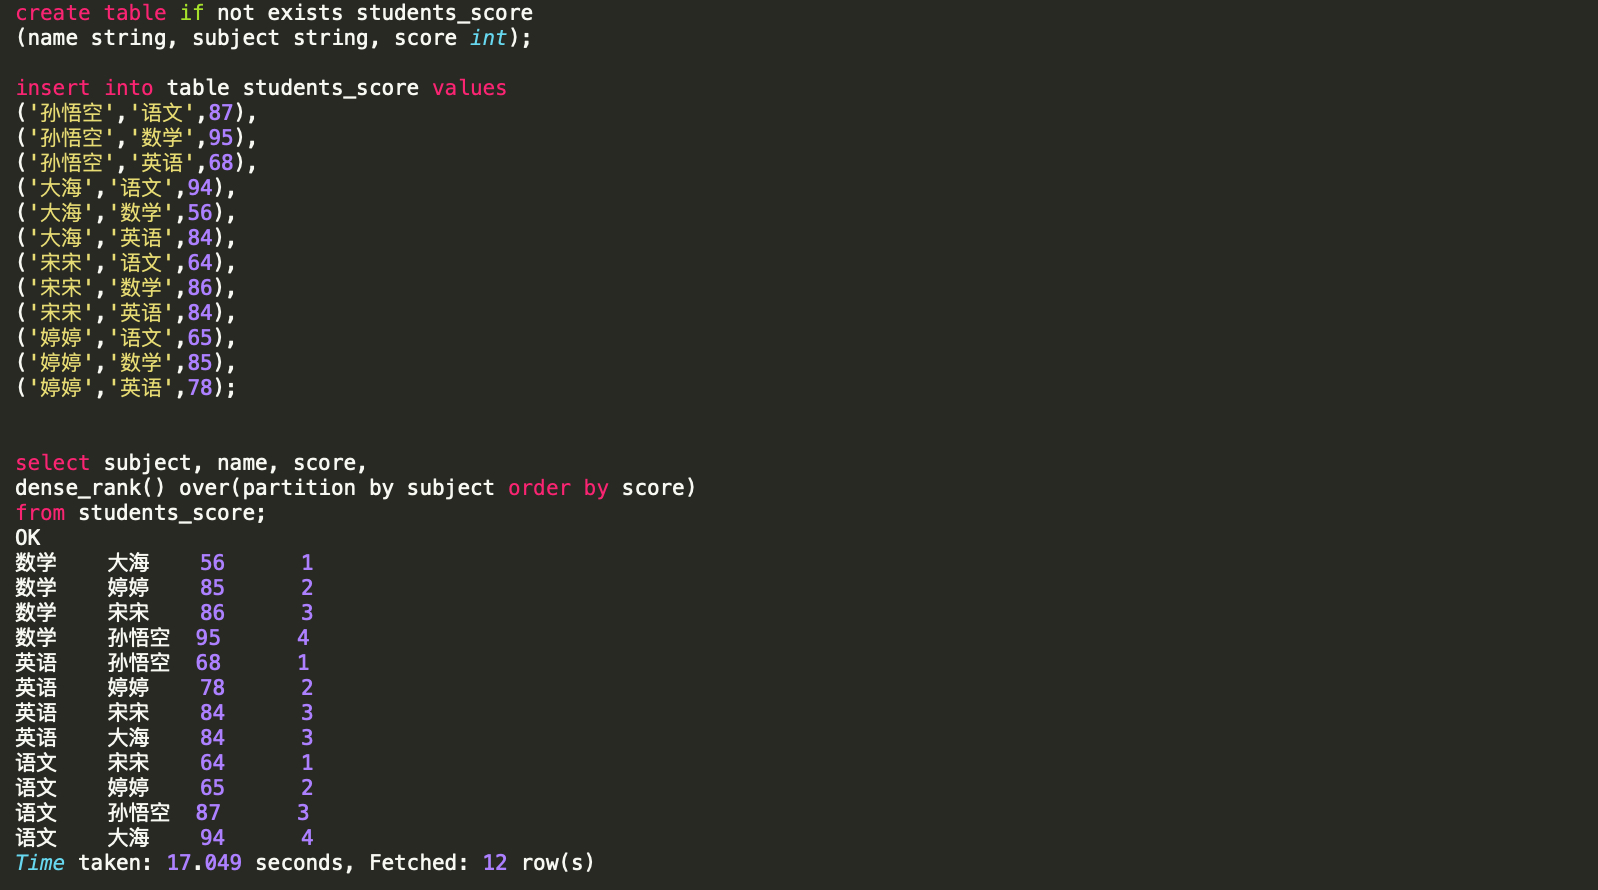 create table if not exists students_score
(name string, subject string, score int);
insert into table students_score values
('孙悟空','语文',87),
('孙悟空','数学',95),
('孙悟空','英语',68),
('大海','语文',94),
('大海','数学',56),
('大海','英语',84),
('宋宋','语文',64),
('宋宋','数学',86),
('宋宋','英语',84),
('婷婷','语文',65),
('婷婷','数学',85),
('婷婷','英语',78);
select subject, name, score,
dense_rank() over(partition by subject order by score)
from students_score;
OK
数学 大海 56 1
数学 婷婷 85 2
数学 宋宋 86 3
数学 孙悟空 95 4
英语 孙悟空 68 1
英语 婷婷 78 2
英语 宋宋 84 3
英语 大海 84 3
语文 宋宋 64 1
语文 婷婷 65 2
语文 孙悟空 87 3
语文 大海 94 4
Time taken: 17.049 seconds, Fetched: 12 row(s)